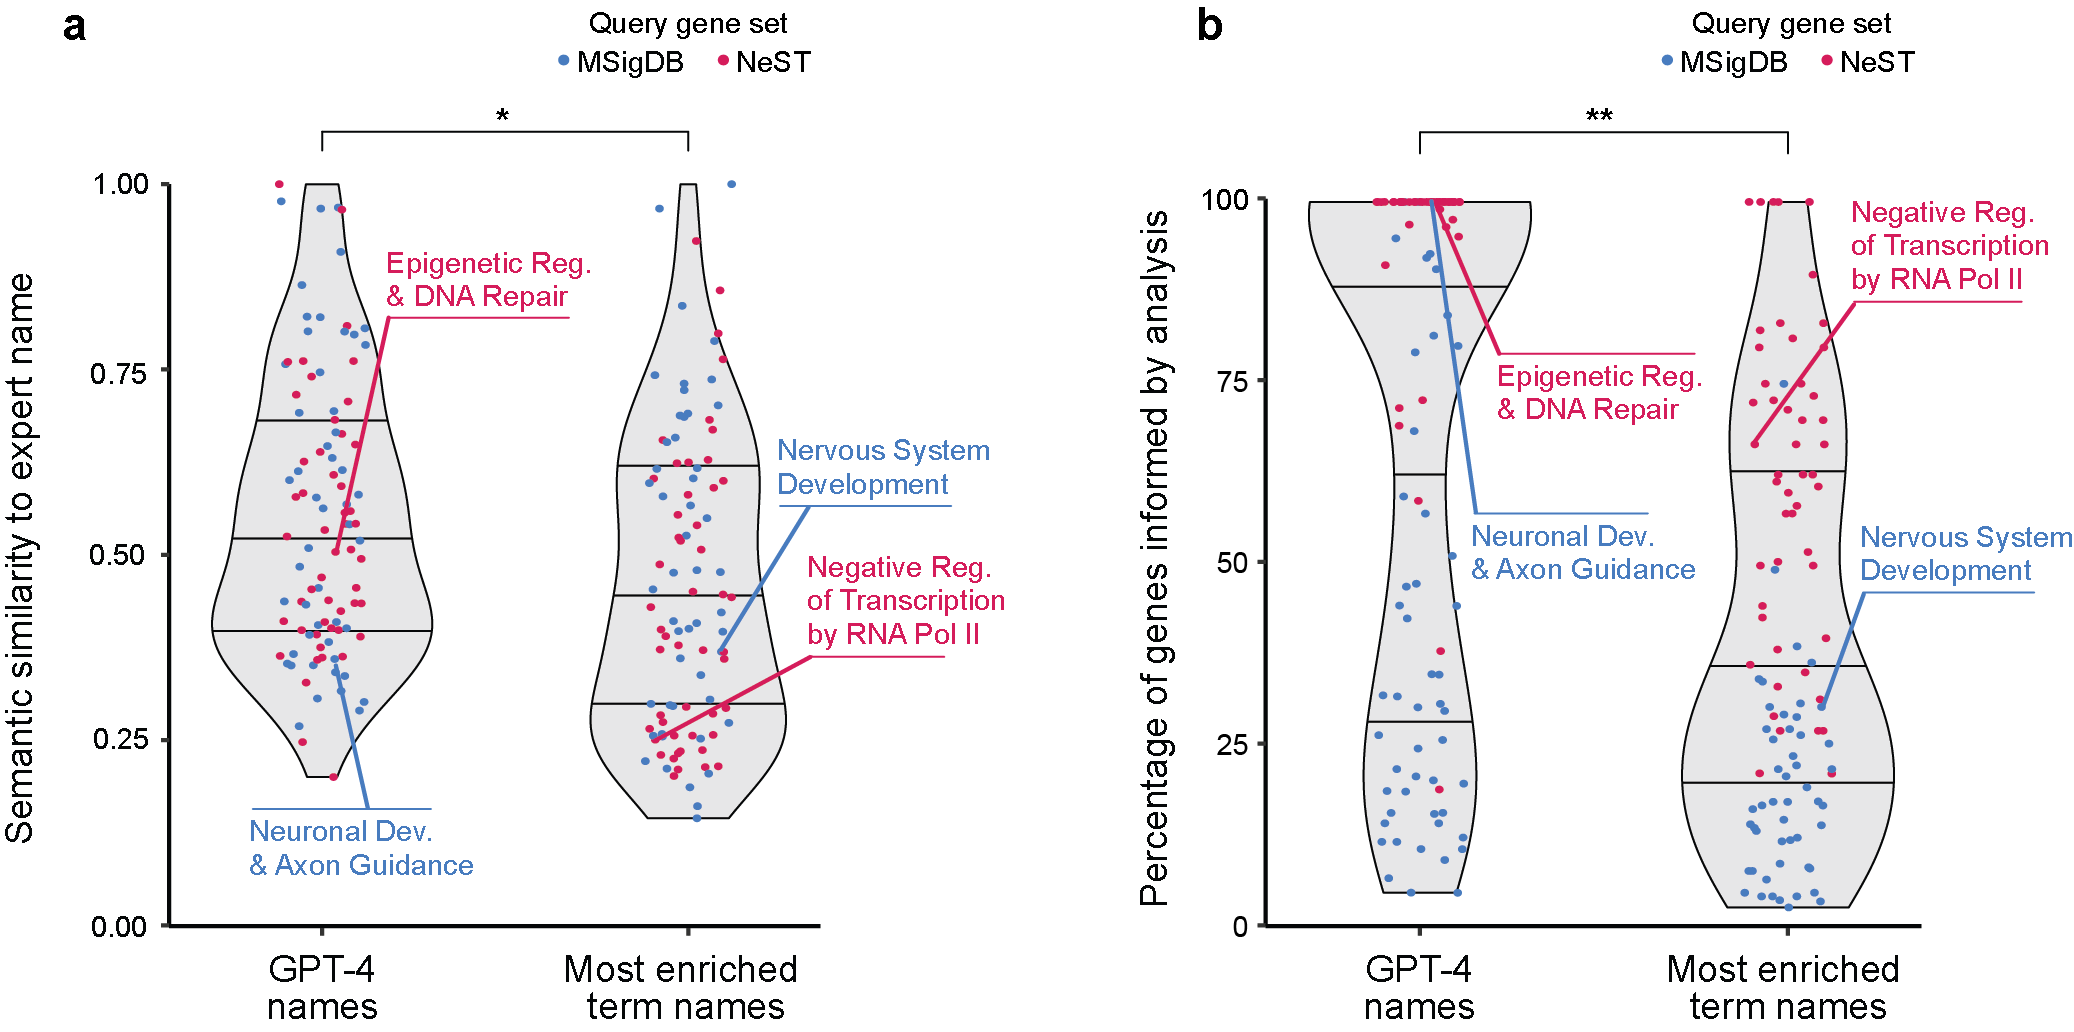 a
Query gene set
MSigDB
NeST
*
Semantic similarity to expert name
1.00
0.75
0.50
0.25
0.00
Epigenetic Reg.
& DNA Repair
Nervous System
Development
Negative Reg.
of Transcription
by RNA Pol II
Neuronal Dev.
& Axon Guidance
GPT-4
names
Most enriched
term names
b
Query gene set
MSigDB
NeST
**
Percentage of genes informed by analysis
100
75
50
25
0
Negative Reg.
of Transcription
by RNA Pol II
Epigenetic Reg.
& DNA Repair
Neuronal Dev.
& Axon Guidance
Nervous System
Development
GPT-4
names
Most enriched
term names